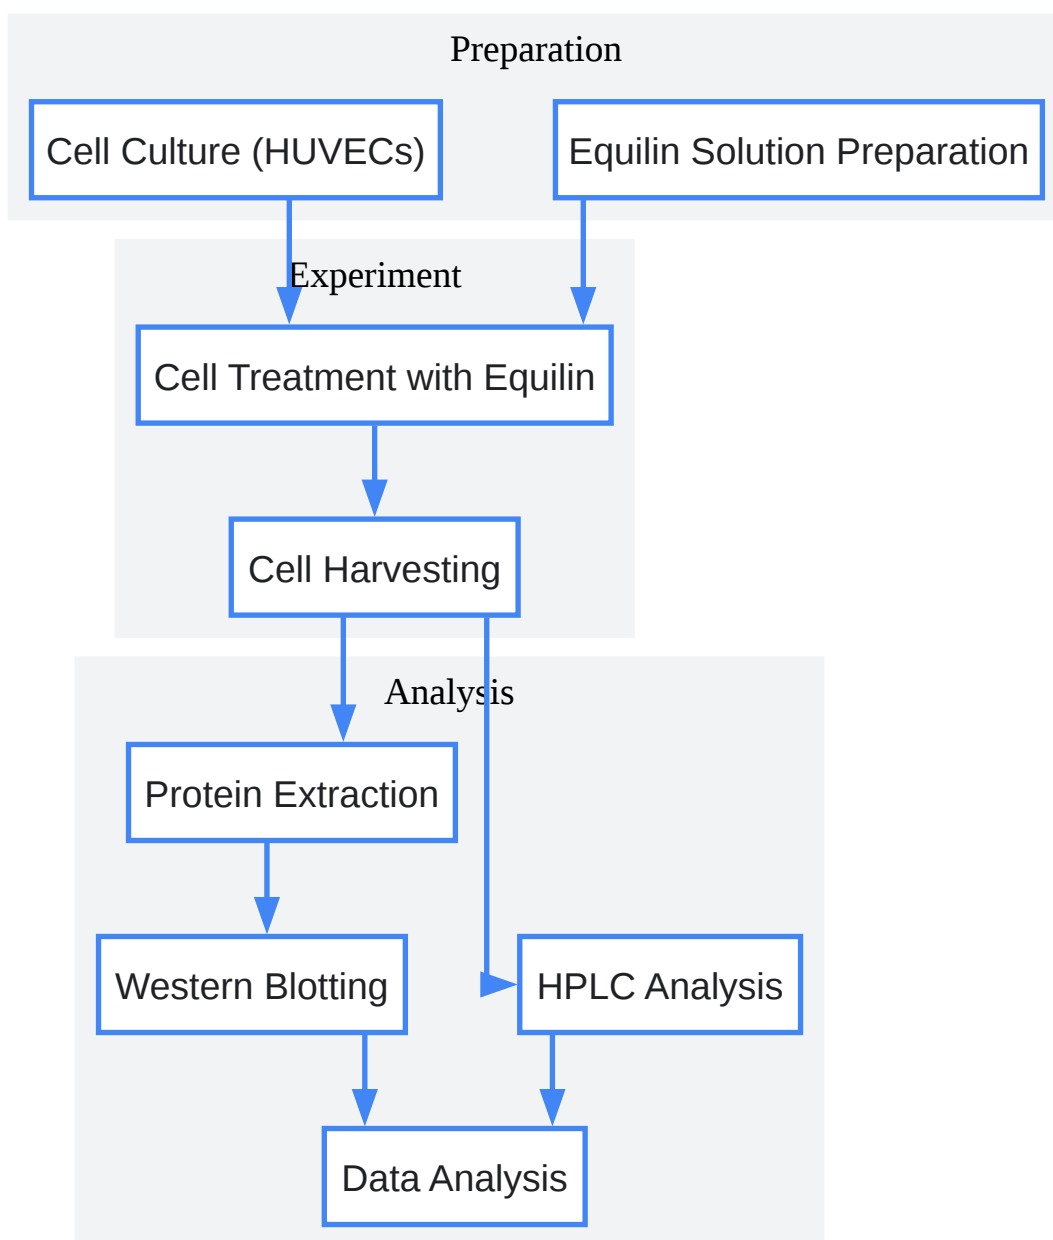 Preparation
Cell Culture (HUVECs)
Equilin Solution Preparation
Experiment
Cell Treatment with Equilin
Cell Harvesting
Analysis
Protein Extraction
Western Blotting
HPLC Analysis
Data Analysis